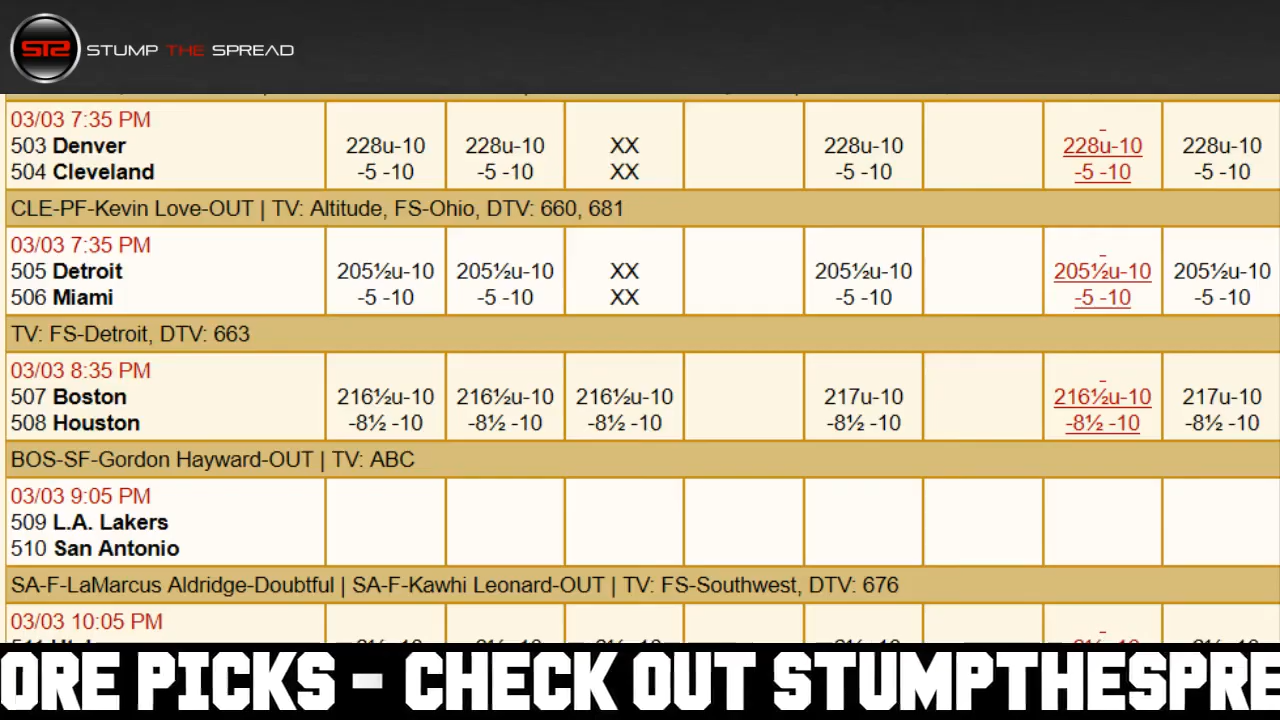 STS STUMP THE SPREAD
03/03 7:35 PM
503 Denver 228u-10 228u-10 XX 228u-10 228u-10 228u-10
504 Cleveland -5 -10 -5 -10 XX -5 -10 -5 -10 -5 -10
CLE-PF-Kevin Love-OUT | TV: Altitude, FS-Ohio, DTV: 660, 681
03/03 7:35 PM
505 Detroit 205½u-10 205½u-10 XX 205½u-10 205½u-10 205½u-10
506 Miami -5 -10 -5 -10 XX -5 -10 -5 -10 -5 -10
TV: FS-Detroit, DTV: 663
03/03 8:35 PM
507 Boston 216½u-10 216½u-10 216½u-10 217u-10 216½u-10 217u-10
508 Houston -8½ -10 -8½ -10 -8½ -10 -8½ -10 -8½ -10 -8½ -10
BOS-SF-Gordon Hayward-OUT | TV: ABC
03/03 9:05 PM
509 L.A. Lakers
510 San Antonio
SA-F-LaMarcus Aldridge-Doubtful | SA-F-Kawhi Leonard-OUT | TV: FS-Southwest, DTV: 676
03/03 10:05 PM
ORE PICKS - CHECK OUT STUMPTHESPRE